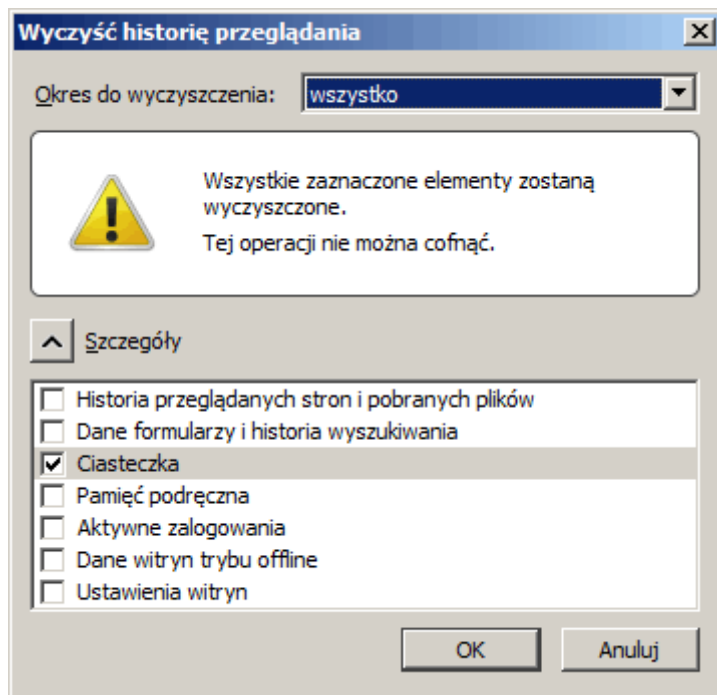 Wyczyść historię przeglądania
Okres do wyczyszczenia: wszystko
Wszystkie zaznaczone elementy zostaną
wyczyszczone.
Tej operacji nie można cofnąć.
Szczegóły
Historia przeglądanych stron i pobranych plików
Dane formularzy i historia wyszukiwania
Ciasteczka
Pamięć podręczna
Aktywne zalogowania
Dane witryn trybu offline
Ustawienia witryn
OK Anuluj